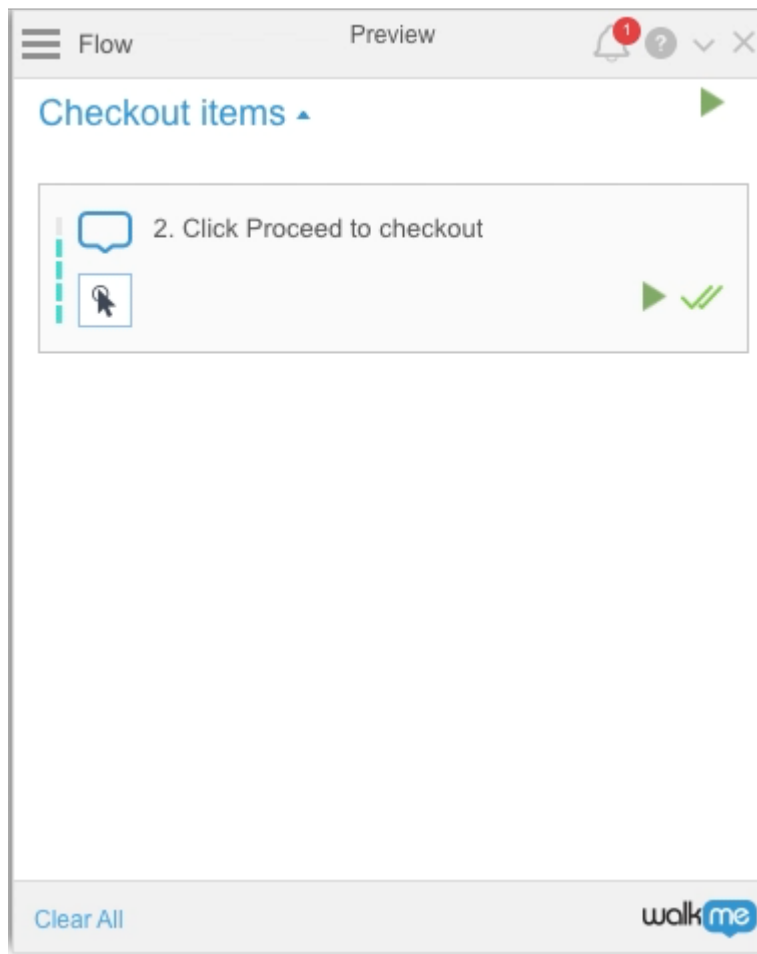 Flow
Preview
1
?
Checkout items
2. Click Proceed to checkout
Clear All
walkme